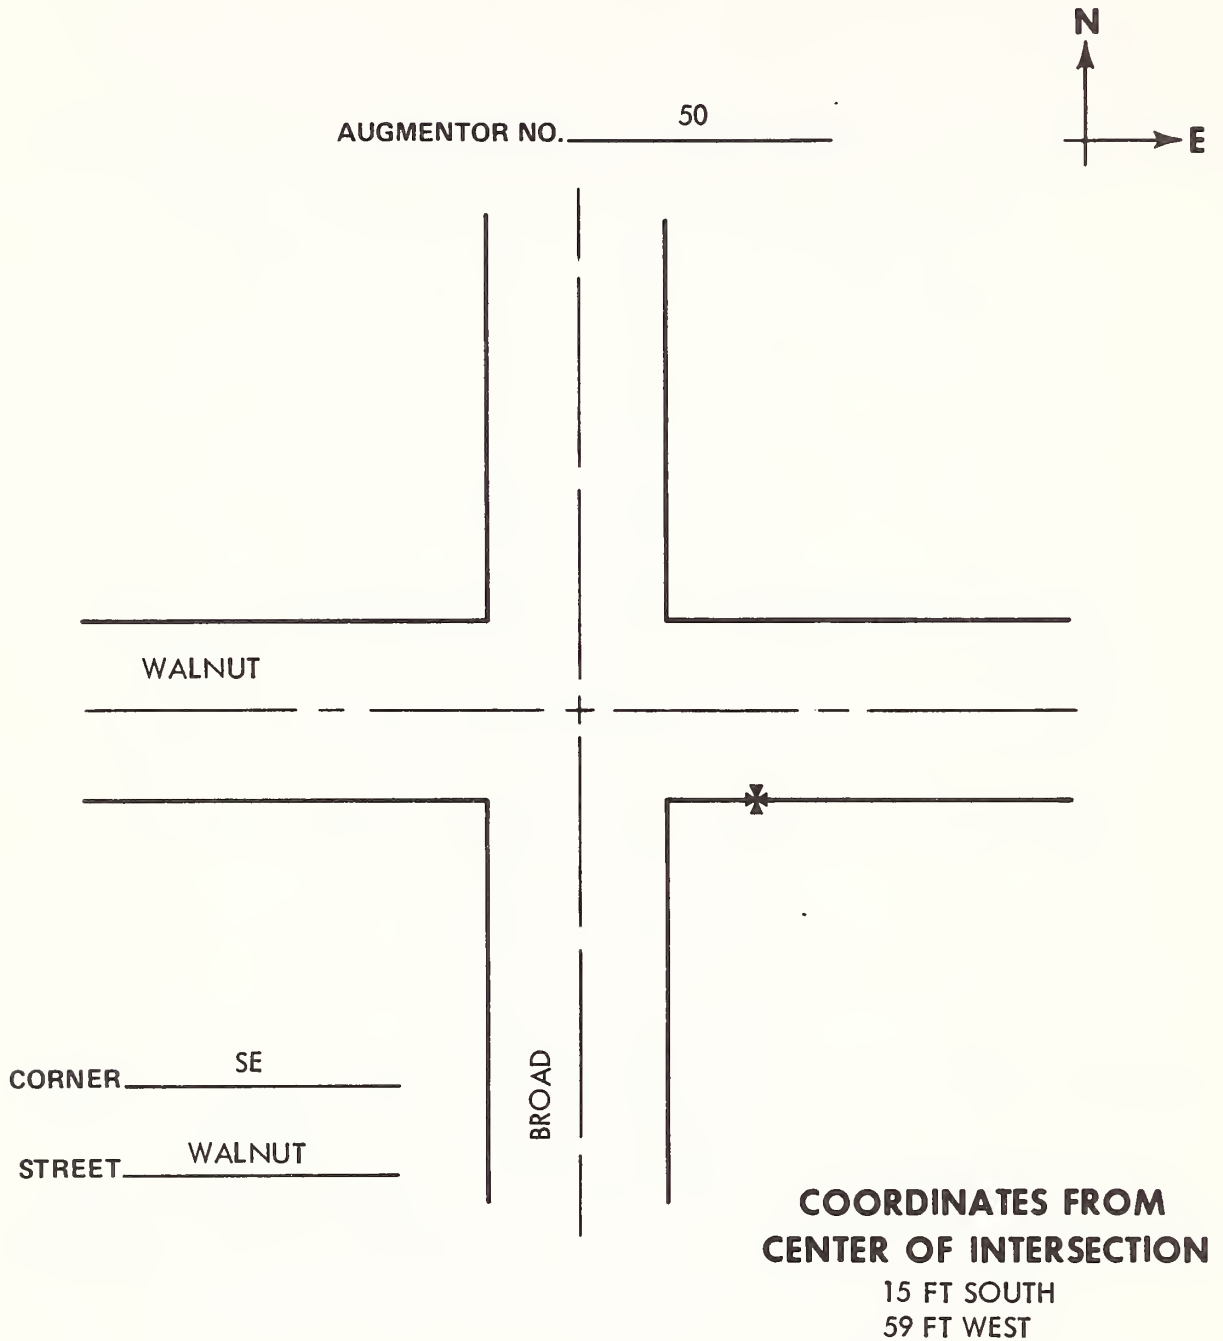 N
AUGMENTOR NO. 50
E
WALNUT
CORNER SE
BROAD
STREET WALNUT
COORDINATES FROM
CENTER OF INTERSECTION
15 FT SOUTH
59 FT WEST